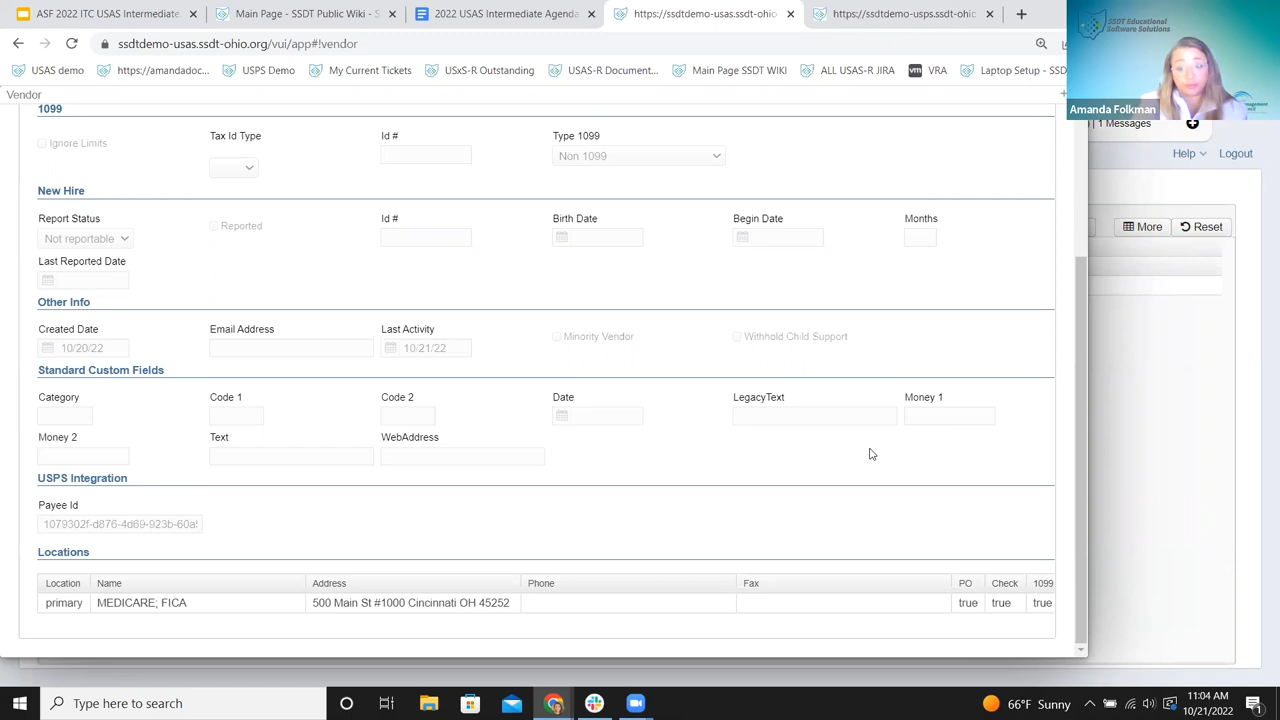 ASF 2022 ITC USAS Intermediate
Main Page - SSDT Public Wiki - S
2022 USAS Intermediate Agenda
https://ssdtdemo-usas.ssdt-ohio.
https://ssdtdemo-usps.ssdt-ohio.
SSDT Educational
Software Solutions
ssdtdemo-usas.ssdt-ohio.org/vui/app#!vendor
USAS demo
https://amandadoc...
USPS Demo
My Current Tickets
USxS-R Outstanding
USAS-R Document...
Main Page SSDT WIKI
ALL USAS-R JIRA
vm
VRA
Laptop Setup - SSD
Vendor
Amanda Folkman
1 Messages
Help
Logout
1099
Ignore Limits
Tax Id Type
Id #
Type 1099
Non 1099
New Hire
Report Status
Not reportable
Reported
Id #
Birth Date
Begin Date
Months
More
Reset
Last Reported Date
Other Info
Created Date
10/20/22
Email Address
Last Activity
10/21/22
Minority Vendor
Withhold Child Support
Standard Custom Fields
Category
Code 1
Code 2
Date
LegacyText
Money 1
Money 2
Text
WebAddress
USPS Integration
Payee Id
1079302f-d876-4d69-923b-60a5
Locations
Location Name Address Phone Fax PO Check 1099
primary MEDICARE; FICA 500 Main St #1000 Cincinnati OH 45252 true true true
Type here to search
66°F Sunny
11:04 AM
10/21/2022
1